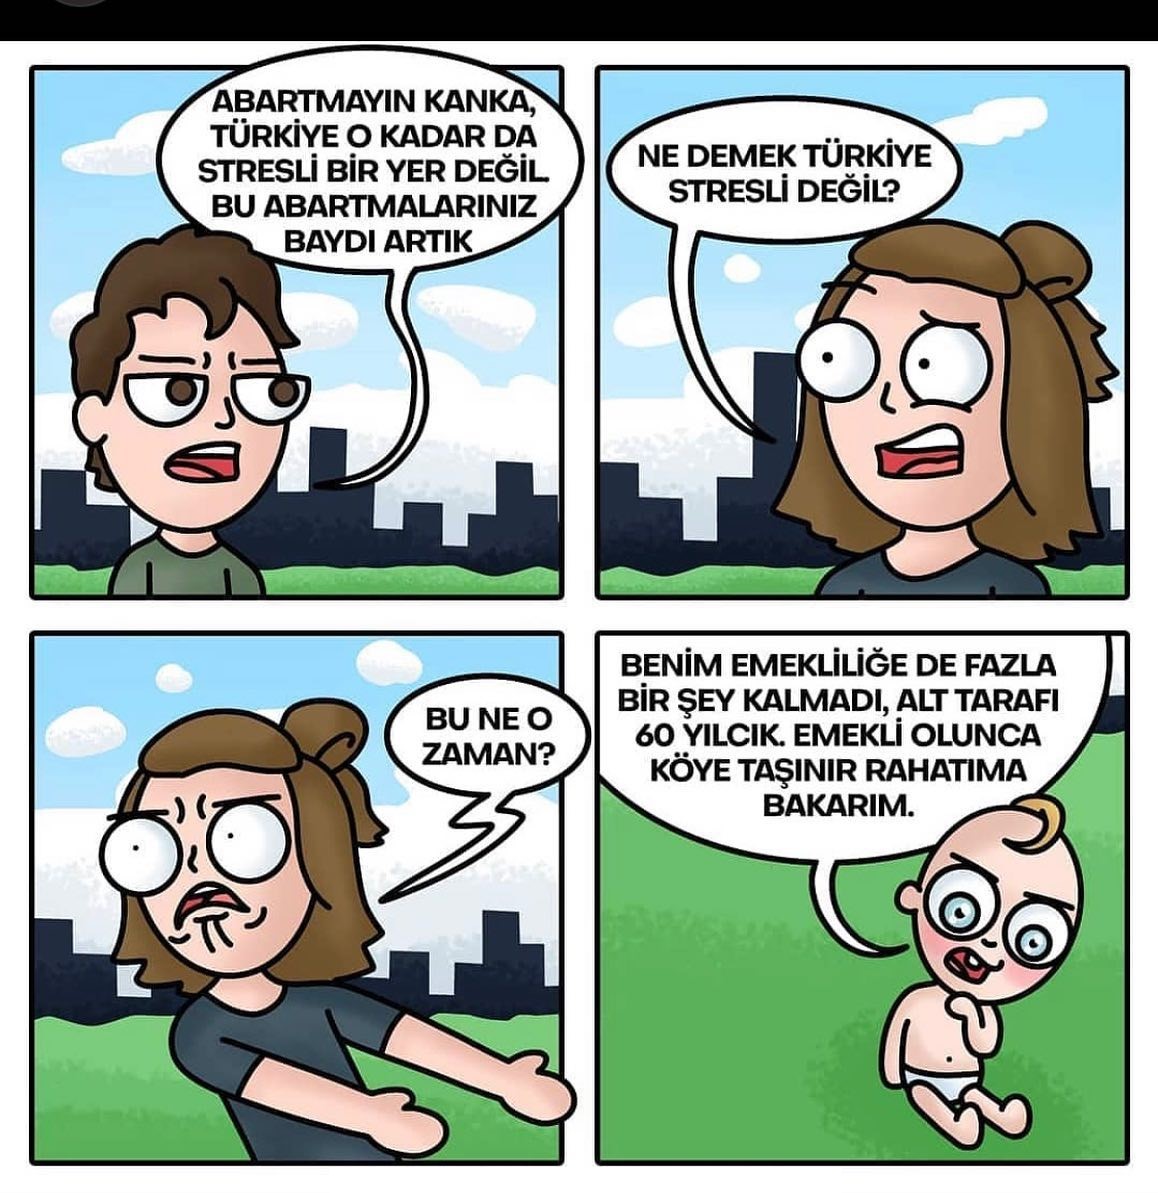 ABARTMAYIN KANKA,
TÜRKİYE O KADAR DA
STRESLİ BİR YER DEĞİL.
BU ABARTMALARINIZ
BAYDI ARTIK
NE DEMEK TÜRKİYE
STRESLİ DEĞİL?
BU NE O
ZAMAN?
BENİM EMEKLİLİĞE DE FAZLA
BİR ŞEY KALMADI, ALT TARAFI
60 YILCIK. EMEKLİ OLUNCA
KÖYE TAŞINIR RAHATIMA
BAKARIM.